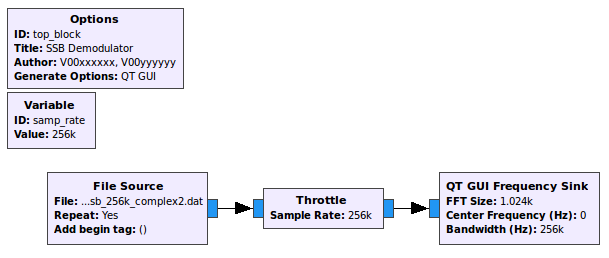 Options
ID: top_block
Title: SSB Demodulator
Author: V00xxxxxx, V00yyyyyy
Generate Options: QT GUI
Variable
ID: samp_rate
Value: 256k
File Source
File: ...sb_256k_complex2.dat
Repeat: Yes
Add begin tag: ()
Throttle
Sample Rate: 256k
QT GUI Frequency Sink
FFT Size: 1.024k
Center Frequency (Hz): 0
Bandwidth (Hz): 256k